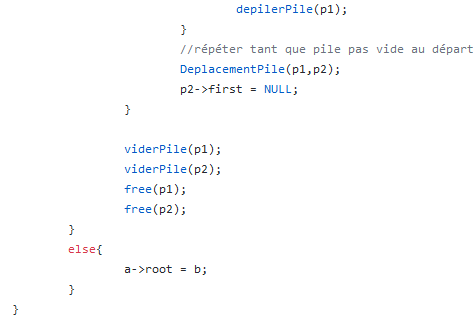 depilerPile(p1);
}
//répéter tant que pile pas vide au départ
DeplacementPile(p1,p2);
p2->first = NULL;
}
viderPile(p1);
viderPile(p2);
free(p1);
free(p2);
}
else{
a->root = b;
}
}